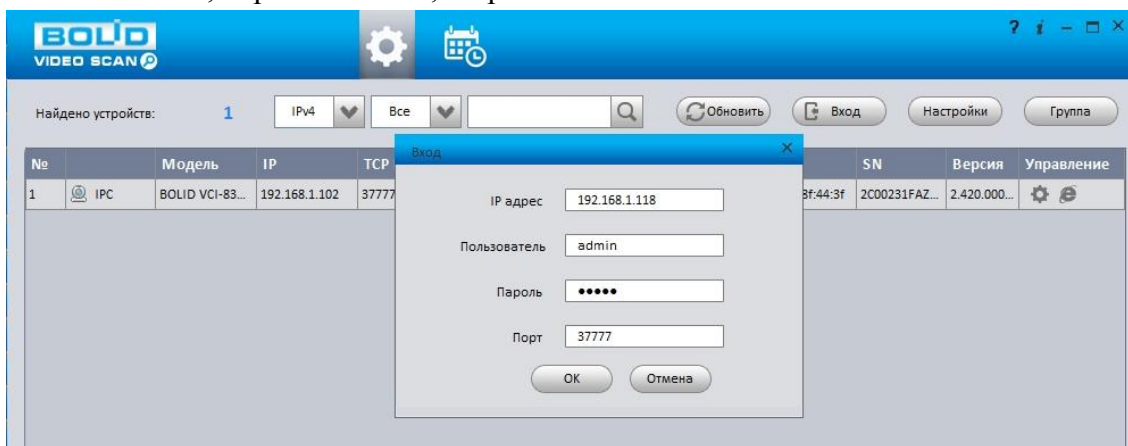 BOLID
VIDEO SCAN
? i
Найдено устройств: 1 IPv4 Все Обновить Вход Настройки Группа
№ Модель IP TCP SN Версия Управление
1 IPC BOLID VCI-83... 192.168.1.102 37777 3f:44:3f 2C00231FAZ... 2.420.000...
Вход
IP адрес 192.168.1.118
Пользователь admin
Пароль •••••
Порт 37777
OK Отмена